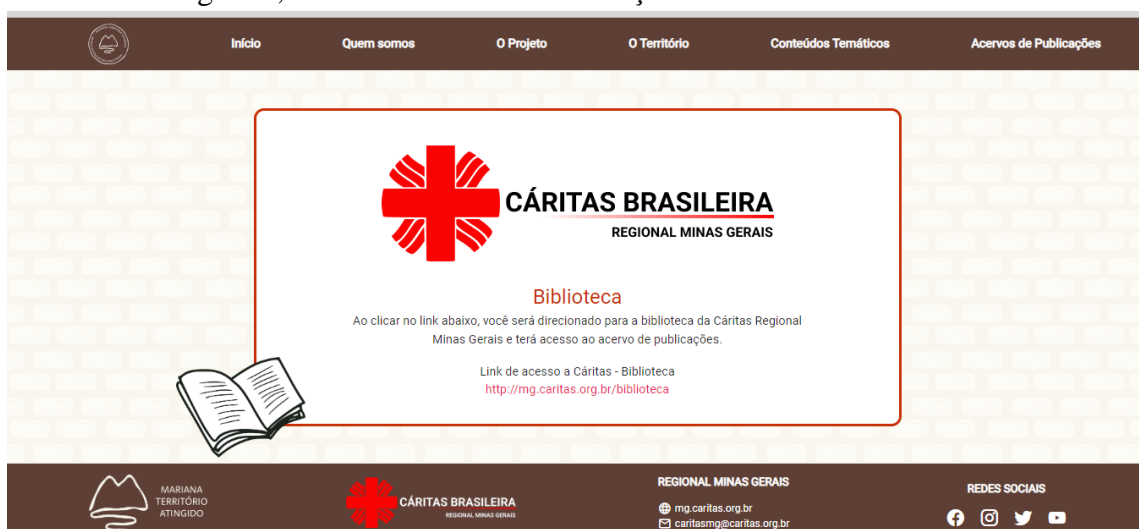 Início Quem somos O Projeto O Território Conteúdos Temáticos Acervos de Publicações
CÁRITAS BRASILEIRA
REGIONAL MINAS GERAIS
Biblioteca
Ao clicar no link abaixo, você será direcionado para a biblioteca da Cáritas Regional
Minas Gerais e terá acesso ao acervo de publicações.
Link de acesso a Cáritas - Biblioteca
http://mg.caritas.org.br/biblioteca
MARIANA
TERRITÓRIO
ATINGIDO
CÁRITAS BRASILEIRA
REGIONAL MINAS GERAIS
REGIONAL MINAS GERAIS
mg.caritas.org.br
caritasmg@caritas.org.br
REDES SOCIAIS